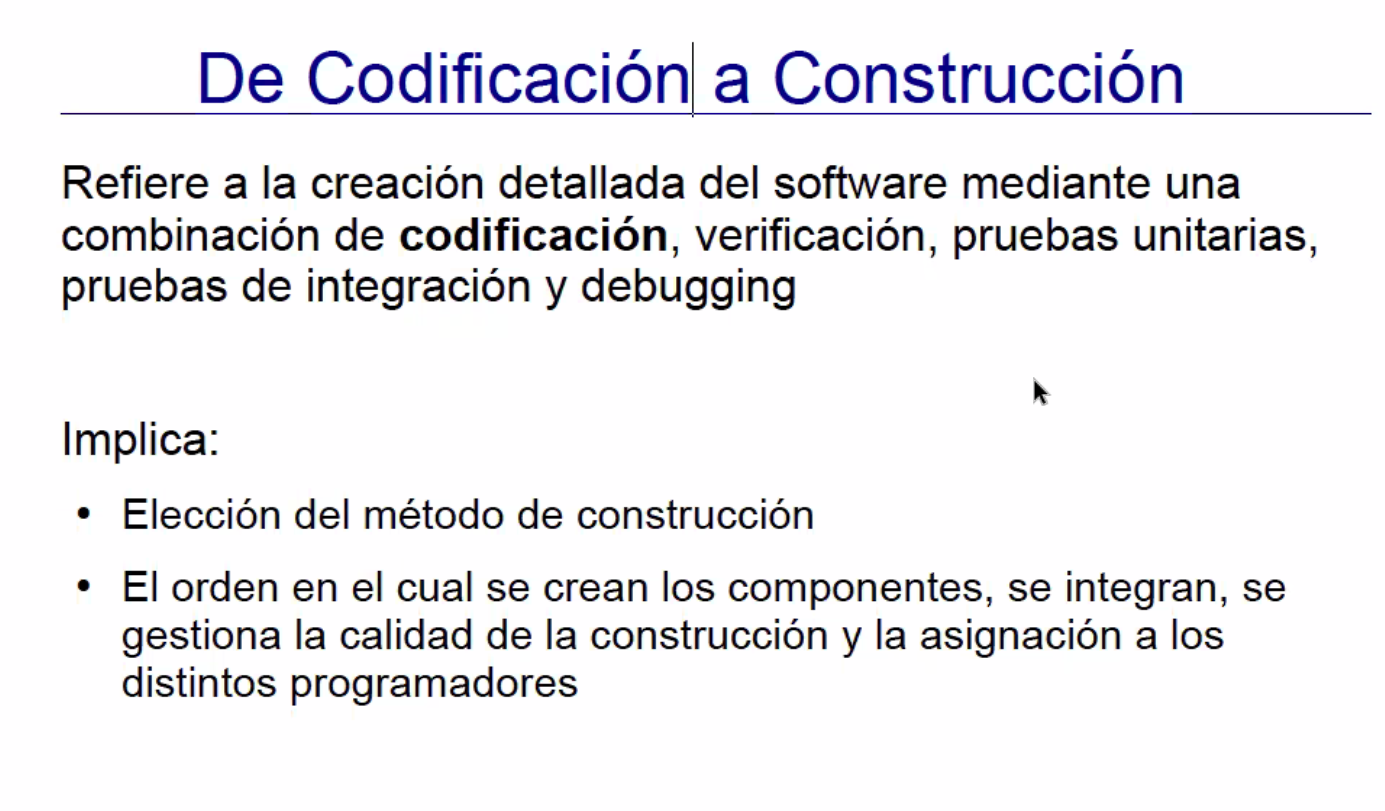 De Codificación a Construcción
Refiere a la creación detallada del software mediante una
combinación de codificación, verificación, pruebas unitarias,
pruebas de integración y debugging
Implica:
• Elección del método de construcción
• El orden en el cual se crean los componentes, se integran, se
gestiona la calidad de la construcción y la asignación a los
distintos programadores